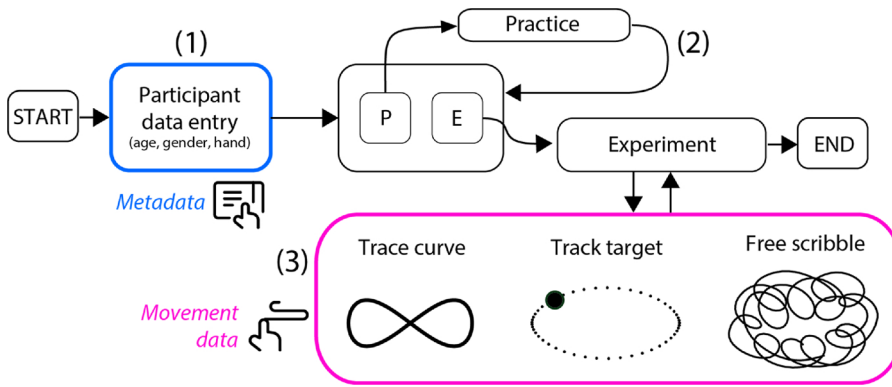 (1)
Practice
(2)
START
Participant
data entry
(age, gender, hand)
P
E
Experiment
END
Metadata
(3)
Trace curve
Track target
Free scribble
Movement
data